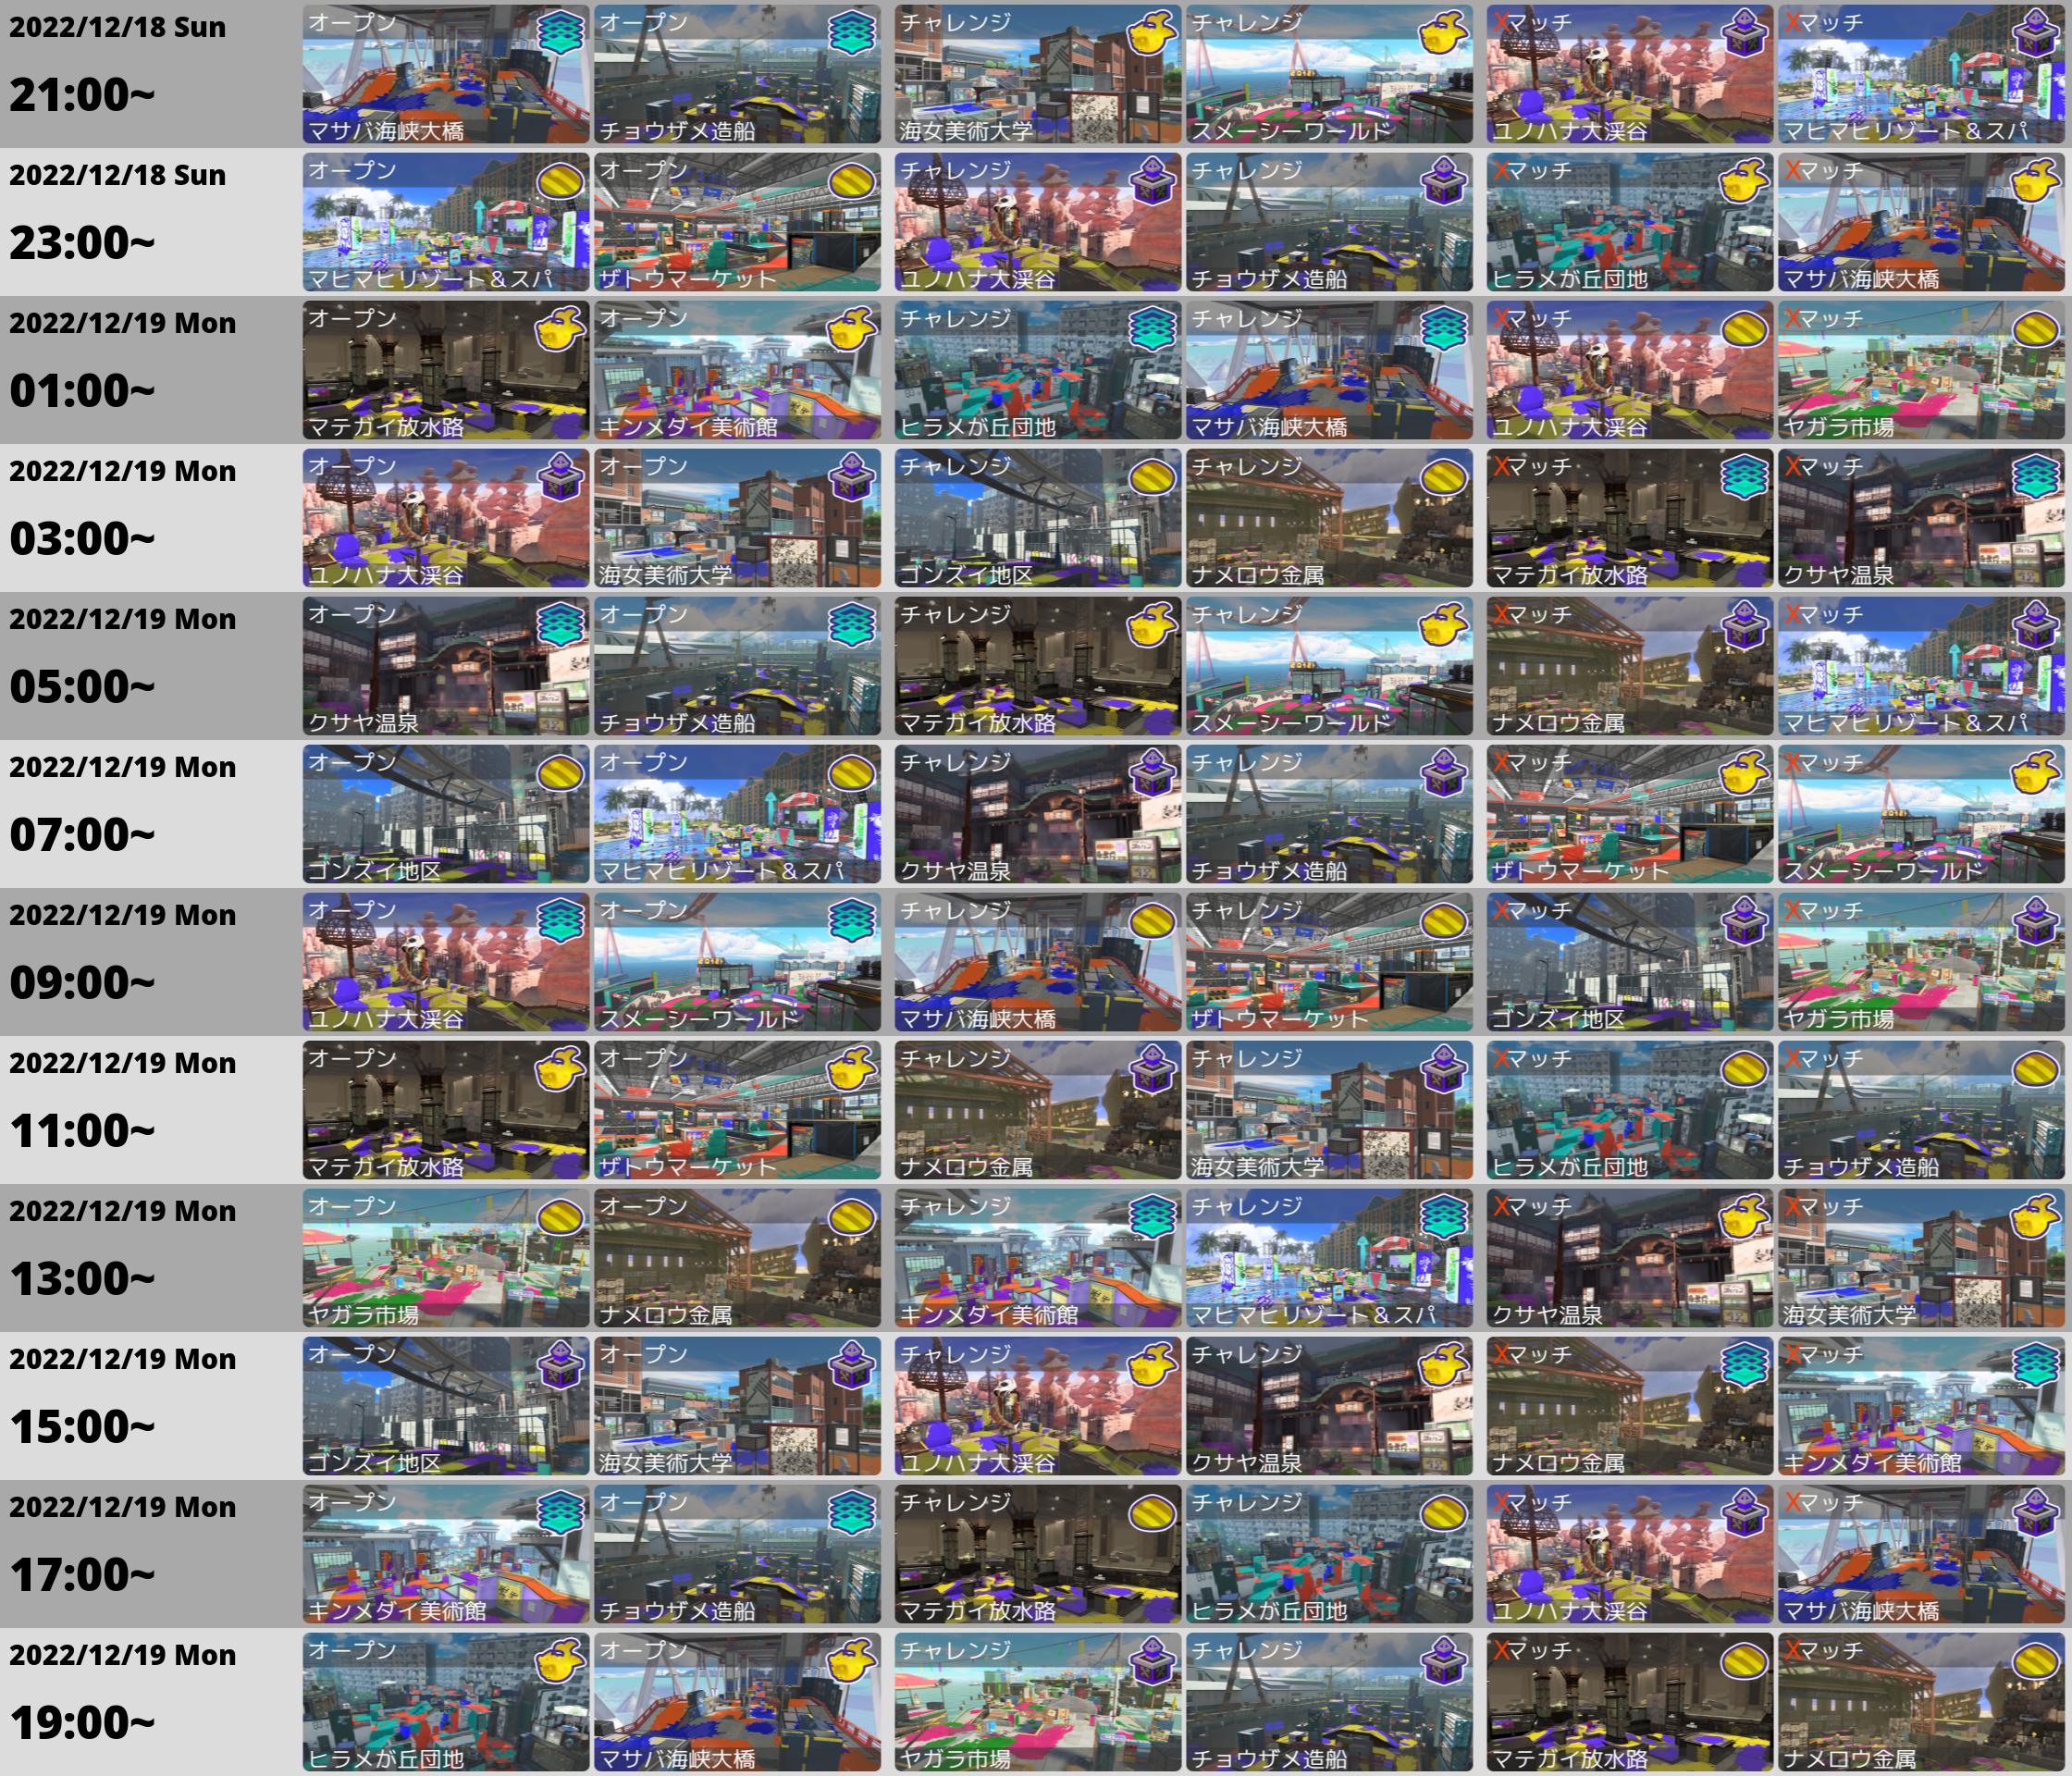 2022/12/18 Sun
21:00~
オープン オープン チャレンジ チャレンジ Xマッチ Xマッチ
マサバ海峡大橋 チョウザメ造船 海女美術大学 スメーシーワールド ユノハナ大渓谷 マヒマヒリゾート＆スパ
2022/12/18 Sun
23:00~
オープン オープン チャレンジ チャレンジ Xマッチ Xマッチ
マヒマヒリゾート＆スパ ザトウマーケット ユノハナ大渓谷 チョウザメ造船 ヒラメが丘団地 マサバ海峡大橋
2022/12/19 Mon
01:00~
オープン オープン チャレンジ チャレンジ Xマッチ Xマッチ
マテガイ放水路 キンメダイ美術館 ヒラメが丘団地 マサバ海峡大橋 ユノハナ大渓谷 ヤガラ市場
2022/12/19 Mon
03:00~
オープン オープン チャレンジ チャレンジ Xマッチ Xマッチ
ユノハナ大渓谷 海女美術大学 ゴンズイ地区 ナメロウ金属 マテガイ放水路 クサヤ温泉
2022/12/19 Mon
05:00~
オープン オープン チャレンジ チャレンジ Xマッチ Xマッチ
クサヤ温泉 チョウザメ造船 マテガイ放水路 スメーシーワールド ナメロウ金属 マヒマヒリゾート＆スパ
2022/12/19 Mon
07:00~
オープン オープン チャレンジ チャレンジ Xマッチ Xマッチ
ゴンズイ地区 マヒマヒリゾート＆スパ クサヤ温泉 チョウザメ造船 ザトウマーケット スメーシーワールド
2022/12/19 Mon
09:00~
オープン オープン チャレンジ チャレンジ Xマッチ Xマッチ
ユノハナ大渓谷 スメーシーワールド マサバ海峡大橋 ザトウマーケット ゴンズイ地区 ヤガラ市場
2022/12/19 Mon
11:00~
オープン オープン チャレンジ チャレンジ Xマッチ Xマッチ
マテガイ放水路 ザトウマーケット ナメロウ金属 海女美術大学 ヒラメが丘団地 チョウザメ造船
2022/12/19 Mon
13:00~
オープン オープン チャレンジ チャレンジ Xマッチ Xマッチ
ヤガラ市場 ナメロウ金属 キンメダイ美術館 マヒマヒリゾート＆スパ クサヤ温泉 海女美術大学
2022/12/19 Mon
15:00~
オープン オープン チャレンジ チャレンジ Xマッチ Xマッチ
ゴンズイ地区 海女美術大学 ユノハナ大渓谷 クサヤ温泉 ナメロウ金属 キンメダイ美術館
2022/12/19 Mon
17:00~
オープン オープン チャレンジ チャレンジ Xマッチ Xマッチ
キンメダイ美術館 チョウザメ造船 マテガイ放水路 ヒラメが丘団地 ユノハナ大渓谷 マサバ海峡大橋
2022/12/19 Mon
19:00~
オープン オープン チャレンジ チャレンジ Xマッチ Xマッチ
ヒラメが丘団地 マサバ海峡大橋 ヤガラ市場 チョウザメ造船 マテガイ放水路 ナメロウ金属